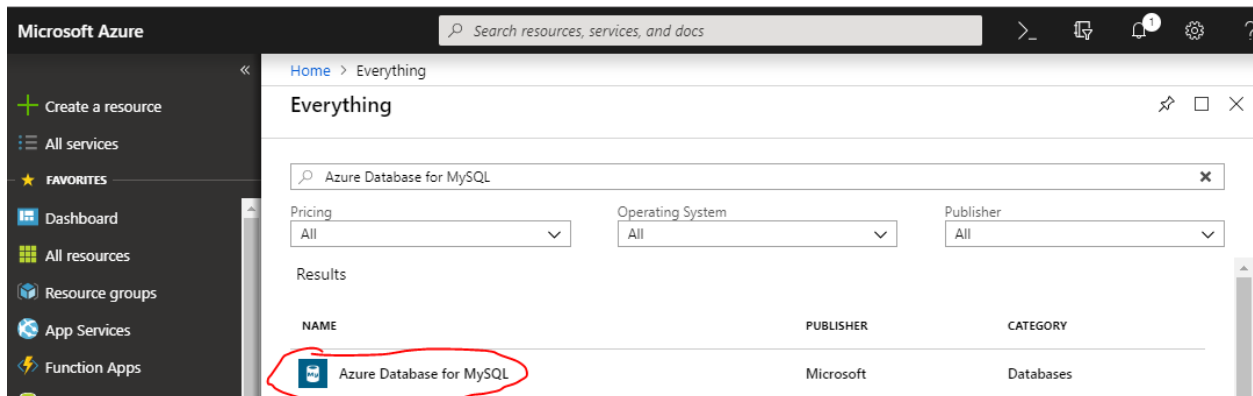 Microsoft Azure
Search resources, services, and docs
>_
1
?
«
Home > Everything
Create a resource
Everything
All services
FAVORITES
Azure Database for MySQL
Dashboard
Pricing
Operating System
Publisher
All
All
All
All resources
Results
Resource groups
NAME
PUBLISHER
CATEGORY
App Services
Function Apps
My
Azure Database for MySQL
Microsoft
Databases